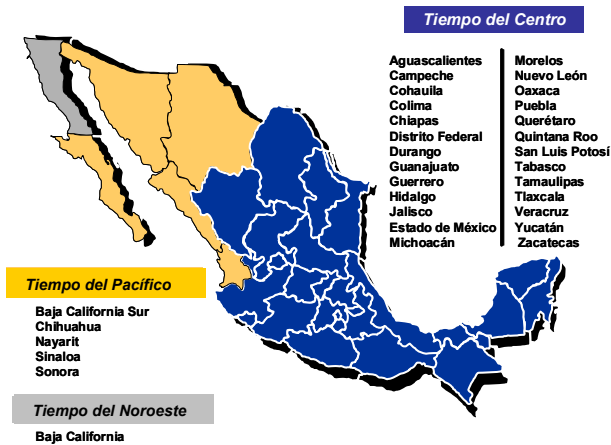 Tiempo del Centro
Aguascalientes
Campeche
Cohauila
Colima
Chiapas
Distrito Federal
Durango
Guanajuato
Guerrero
Hidalgo
Jalisco
Estado de México
Michoacán
Morelos
Nuevo León
Oaxaca
Puebla
Querétaro
Quintana Roo
San Luis Potosí
Tabasco
Tamaulipas
Tlaxcala
Veracruz
Yucatán
Zacatecas
Tiempo del Pacífico
Baja California Sur
Chihuahua
Nayarit
Sinaloa
Sonora
Tiempo del Noroeste
Baja California